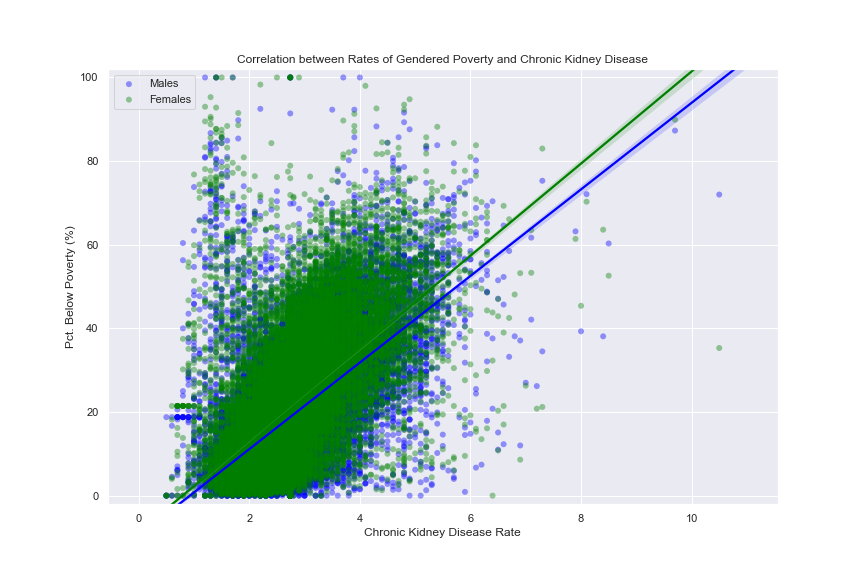 Correlation between Rates of Gendered Poverty and Chronic Kidney Disease
Males
Females
100
80
60
40
20
0
Pct. Below Poverty (%)
0 2 4 6 8 10
Chronic Kidney Disease Rate